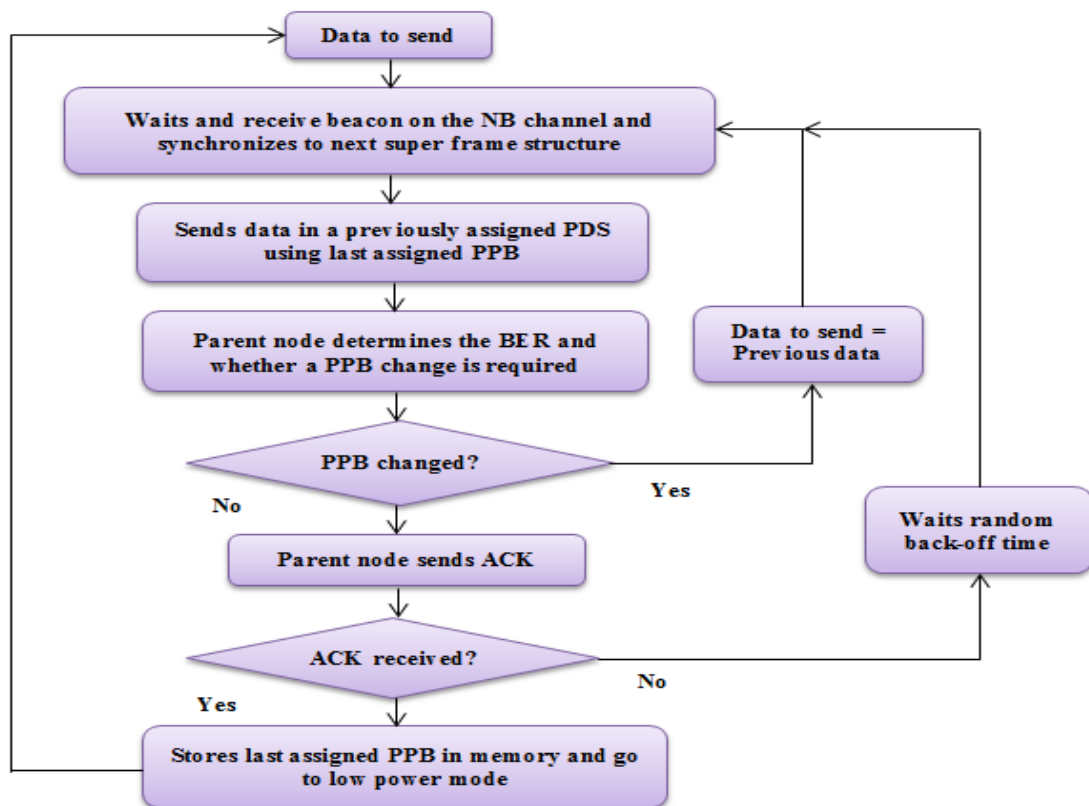 Data to send
Waits and receive beacon on the NB channel and
synchronizes to next super frame structure
Sends data in a previously assigned PDS
using last assigned PPB
Parent node determines the BER and
whether a PPB change is required
Data to send =
Previous data
PPB changed?
No
Yes
Waits random
back-off time
Parent node sends ACK
ACK received?
No
Yes
Stores last assigned PPB in memory and go
to low power mode